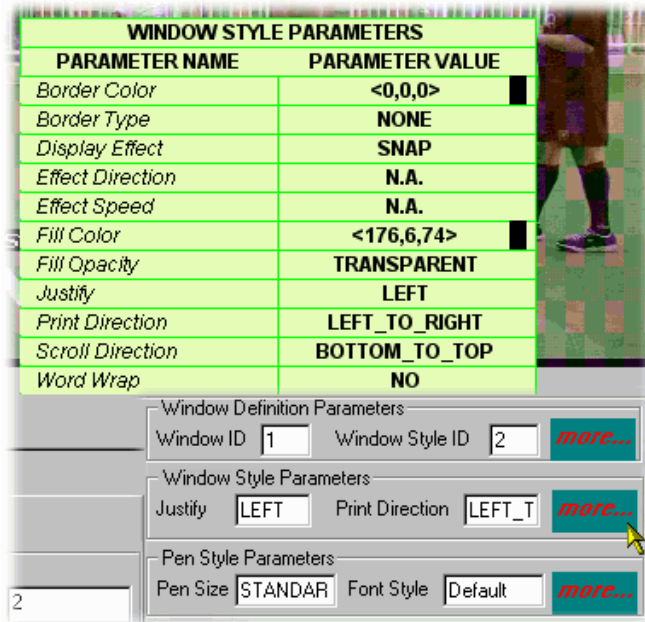 WINDOW STYLE PARAMETERS
PARAMETER NAME PARAMETER VALUE
Border Color <0,0,0>
Border Type NONE
Display Effect SNAP
Effect Direction N.A.
Effect Speed N.A.
Fill Color <176,6,74>
Fill Opacity TRANSPARENT
Justify LEFT
Print Direction LEFT_TO_RIGHT
Scroll Direction BOTTOM_TO_TOP
Word Wrap NO
Window Definition Parameters
Window ID 1 Window Style ID 2 more...
Window Style Parameters
Justify LEFT Print Direction LEFT_T more...
Pen Style Parameters
Pen Size STANDAR Font Style Default more...
2